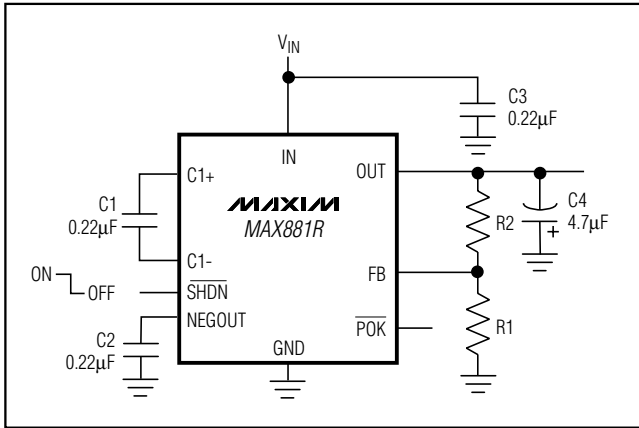 VIN
C3
0.22µF
IN
OUT
C1+
C1
0.22µF
MAXIM
MAX881R
R2
C4
4.7µF
+
C1-
FB
ON
OFF
SHDN
NEGOUT
POK
R1
C2
0.22µF
GND